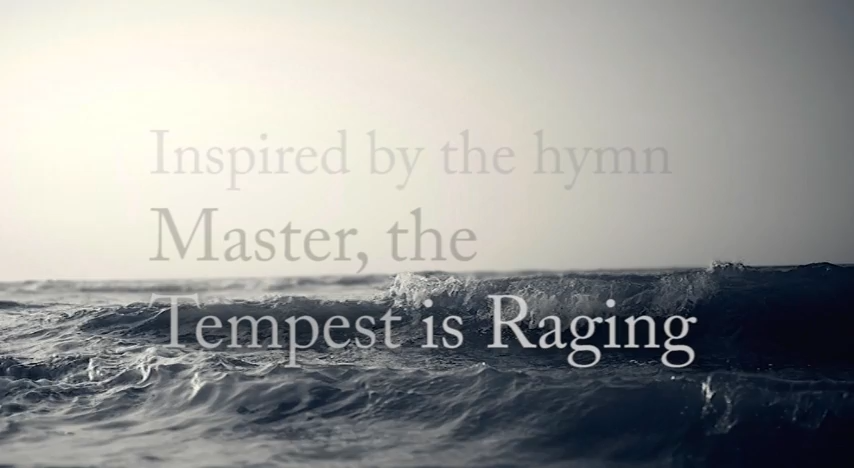 Inspired by the hymn
Master, the
Tempest is Raging